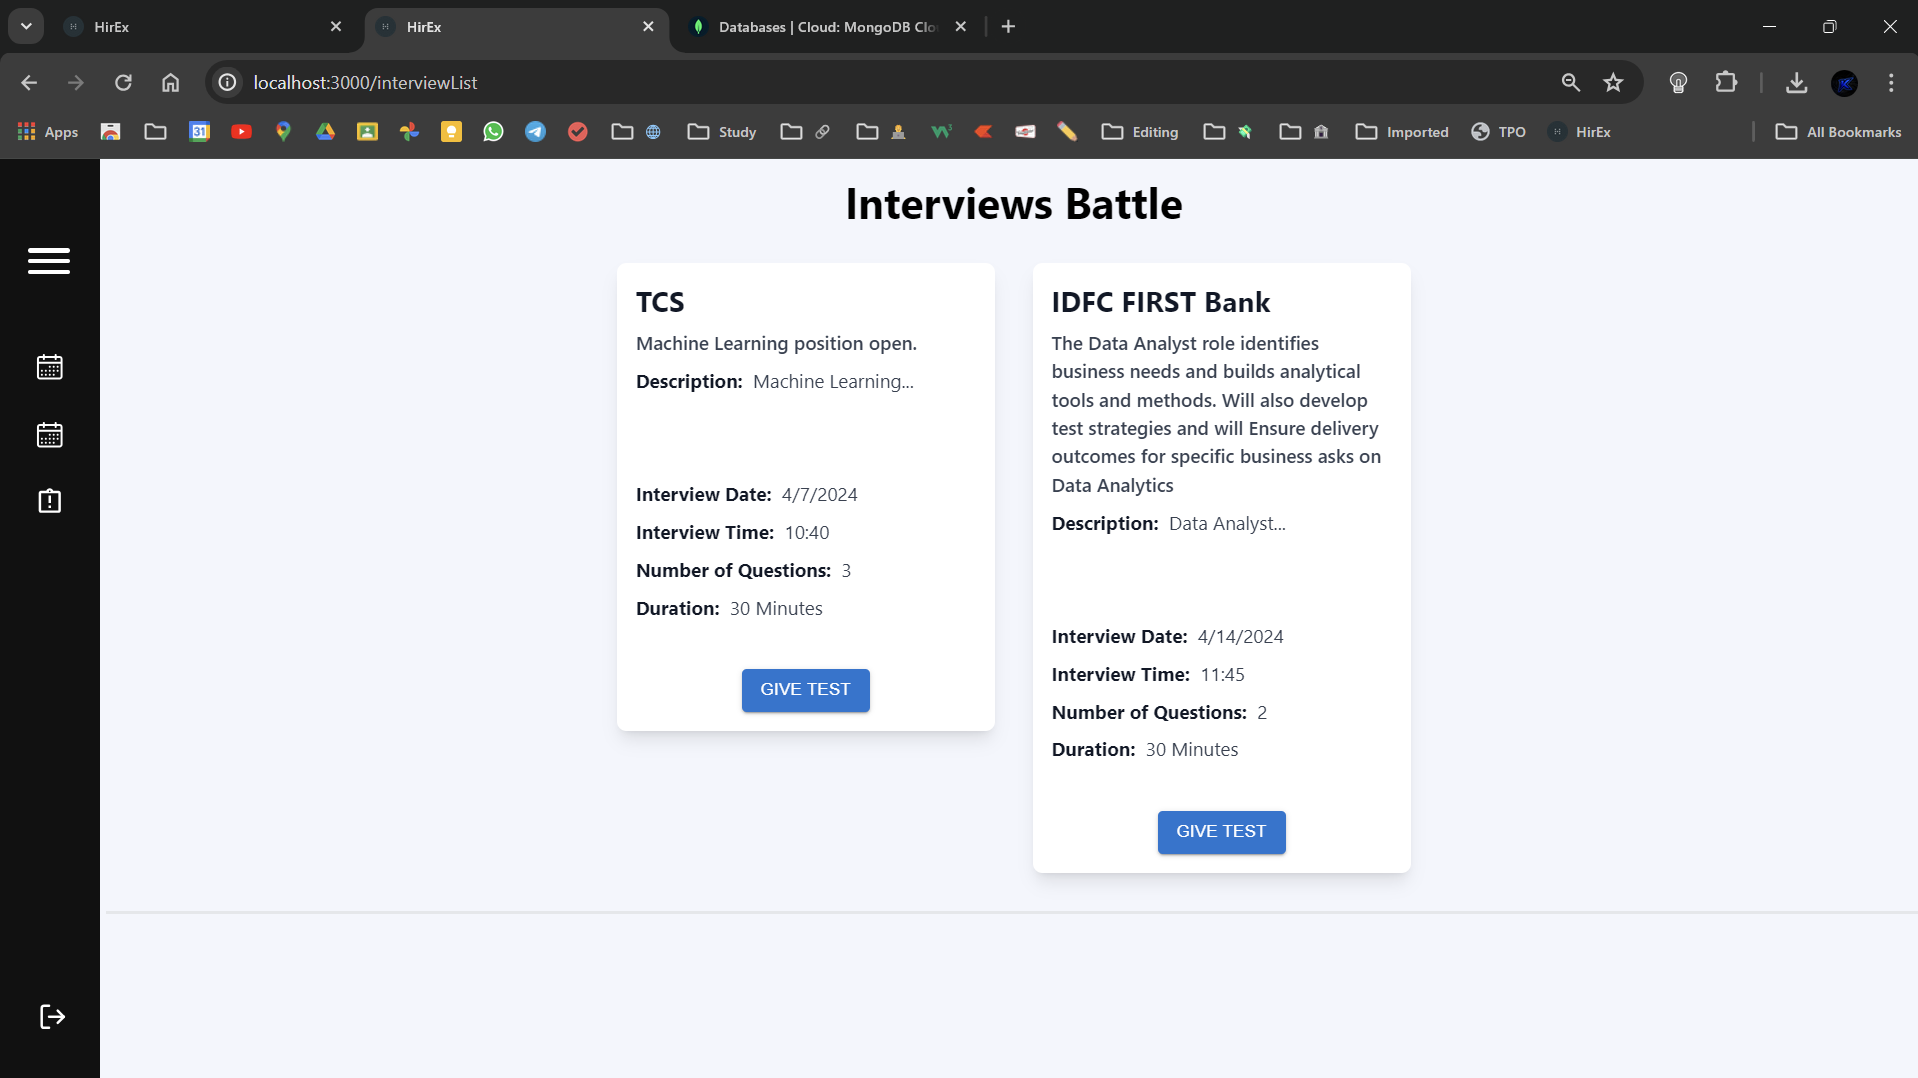 HirEx
HirEx
Databases | Cloud: MongoDB Clo
localhost:3000/interviewList
Apps
31
Study
Editing
Imported
TPO
HirEx
All Bookmarks
Interviews Battle
TCS
Machine Learning position open.
Description: Machine Learning...
Interview Date: 4/7/2024
Interview Time: 10:40
Number of Questions: 3
Duration: 30 Minutes
GIVE TEST
IDFC FIRST Bank
The Data Analyst role identifies
business needs and builds analytical
tools and methods. Will also develop
test strategies and will Ensure delivery
outcomes for specific business asks on
Data Analytics
Description: Data Analyst...
Interview Date: 4/14/2024
Interview Time: 11:45
Number of Questions: 2
Duration: 30 Minutes
GIVE TEST